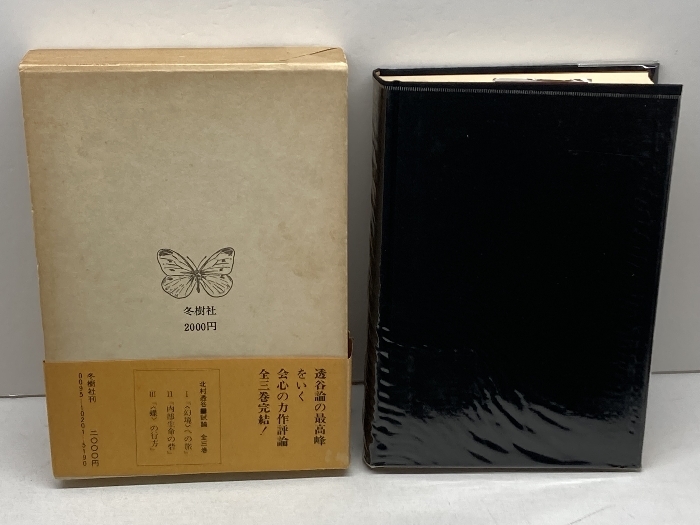 冬樹社
2000円
透谷論の最高峰
をいく
会心の力作評論
全三巻完結!
北村透谷■試論 全三巻
Ⅰ『〈幻境〉への旅』
Ⅱ『内部生命の砦』
Ⅲ『〈蝶〉の行方』
冬樹社刊 二〇〇〇円
0095-10201-5190